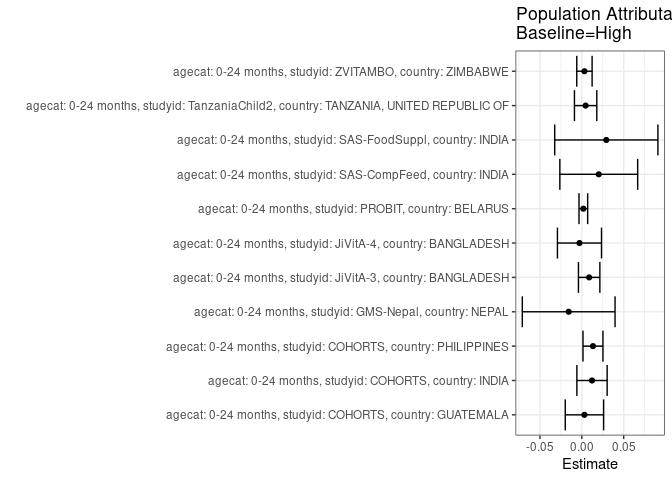 Population Attributa
Baseline=High
agecat: 0-24 months, studyid: ZVITAMBO, country: ZIMBABWE
agecat: 0-24 months, studyid: TanzaniaChild2, country: TANZANIA, UNITED REPUBLIC OF
agecat: 0-24 months, studyid: SAS-FoodSuppl, country: INDIA
agecat: 0-24 months, studyid: SAS-CompFeed, country: INDIA
agecat: 0-24 months, studyid: PROBIT, country: BELARUS
agecat: 0-24 months, studyid: JiVitA-4, country: BANGLADESH
agecat: 0-24 months, studyid: JiVitA-3, country: BANGLADESH
agecat: 0-24 months, studyid: GMS-Nepal, country: NEPAL
agecat: 0-24 months, studyid: COHORTS, country: PHILIPPINES
agecat: 0-24 months, studyid: COHORTS, country: INDIA
agecat: 0-24 months, studyid: COHORTS, country: GUATEMALA
-0.05 0.00 0.05
Estimate